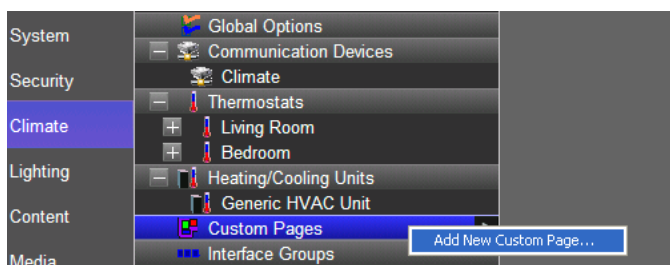 System
Security
Climate
Lighting
Content
Media
Global Options
Communication Devices
Climate
Thermostats
Living Room
Bedroom
Heating/Cooling Units
Generic HVAC Unit
Custom Pages
Interface Groups
Add New Custom Page...